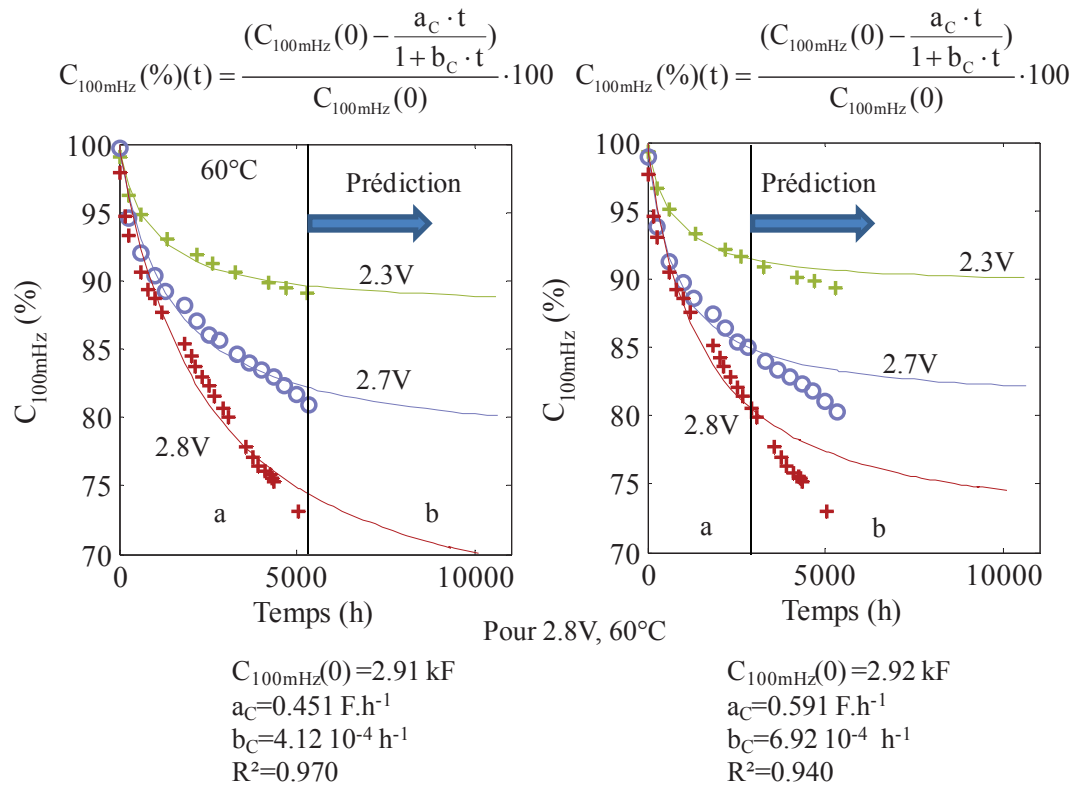 C100mHz(%)(t) = (C100mHz(0) − aC · t / 1 + bC · t) / C100mHz(0) · 100
C100mHz(%)(t) = (C100mHz(0) − aC · t / 1 + bC · t) / C100mHz(0) · 100
C100mHz (%)
100
95
90
85
80
75
70
60°C
Prédiction
2.3V
2.7V
2.8V
a
b
0
5000
10000
Temps (h)
C100mHz (%)
100
95
90
85
80
75
70
Prédiction
2.3V
2.7V
2.8V
a
b
0
5000
10000
Temps (h)
Pour 2.8V, 60°C
C100mHz(0)=2.91 kF
aC=0.451 F.h-1
bC=4.12 10-4 h-1
R²=0.970
C100mHz(0)=2.92 kF
aC=0.591 F.h-1
bC=6.92 10-4 h-1
R²=0.940